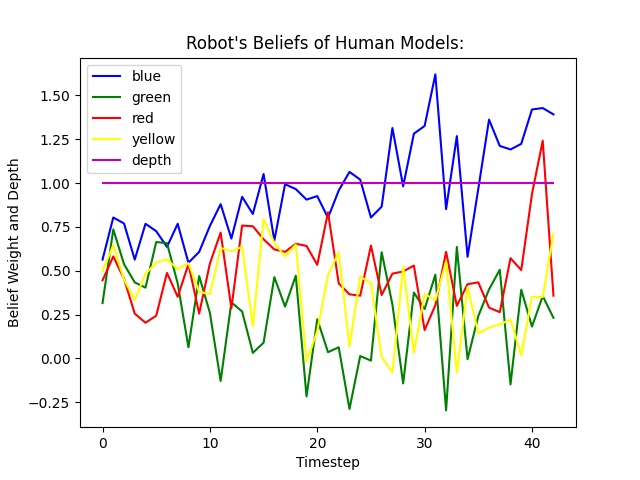 Robot's Beliefs of Human Models:
blue
green
red
yellow
depth
Belief Weight and Depth
1.50
1.25
1.00
0.75
0.50
0.25
0.00
−0.25
0
10
20
30
40
Timestep